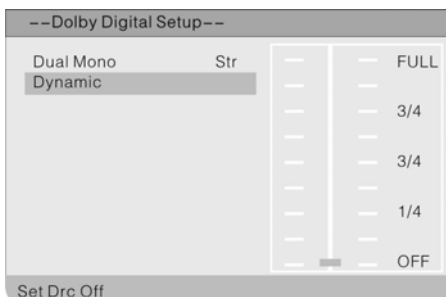 --Dolby Digital Setup--
Dual Mono Str
Dynamic
FULL
3/4
3/4
1/4
OFF
Set Drc Off